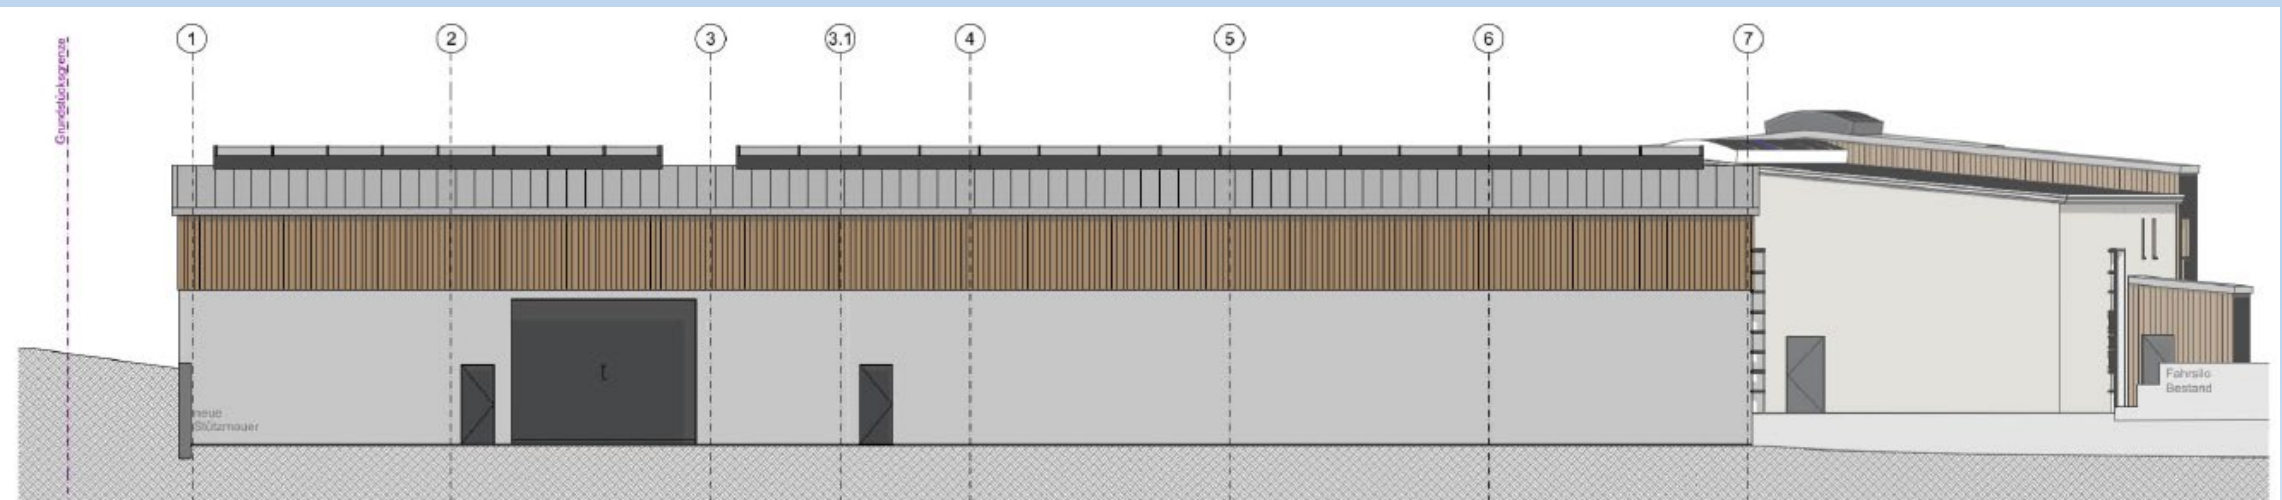 Grundstücksgrenze
1 2 3 3.1 4 5 6 7
neue
Stützmauer
Fahrsilo
Bestand